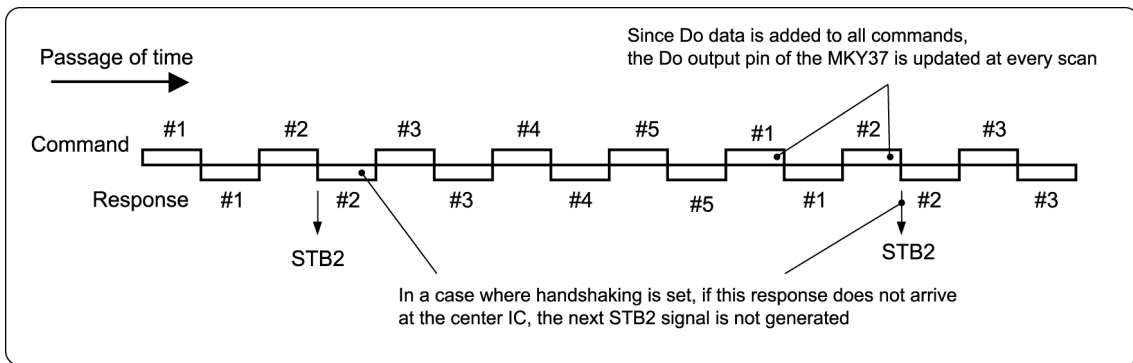 Since Do data is added to all commands,
the Do output pin of the MKY37 is updated at every scan
Passage of time
#1 #2 #3 #4 #5 #1 #2 #3
Command
Response #1 #2 #3 #4 #5 #1 #2 #3
STB2 STB2
In a case where handshaking is set, if this response does not arrive
at the center IC, the next STB2 signal is not generated